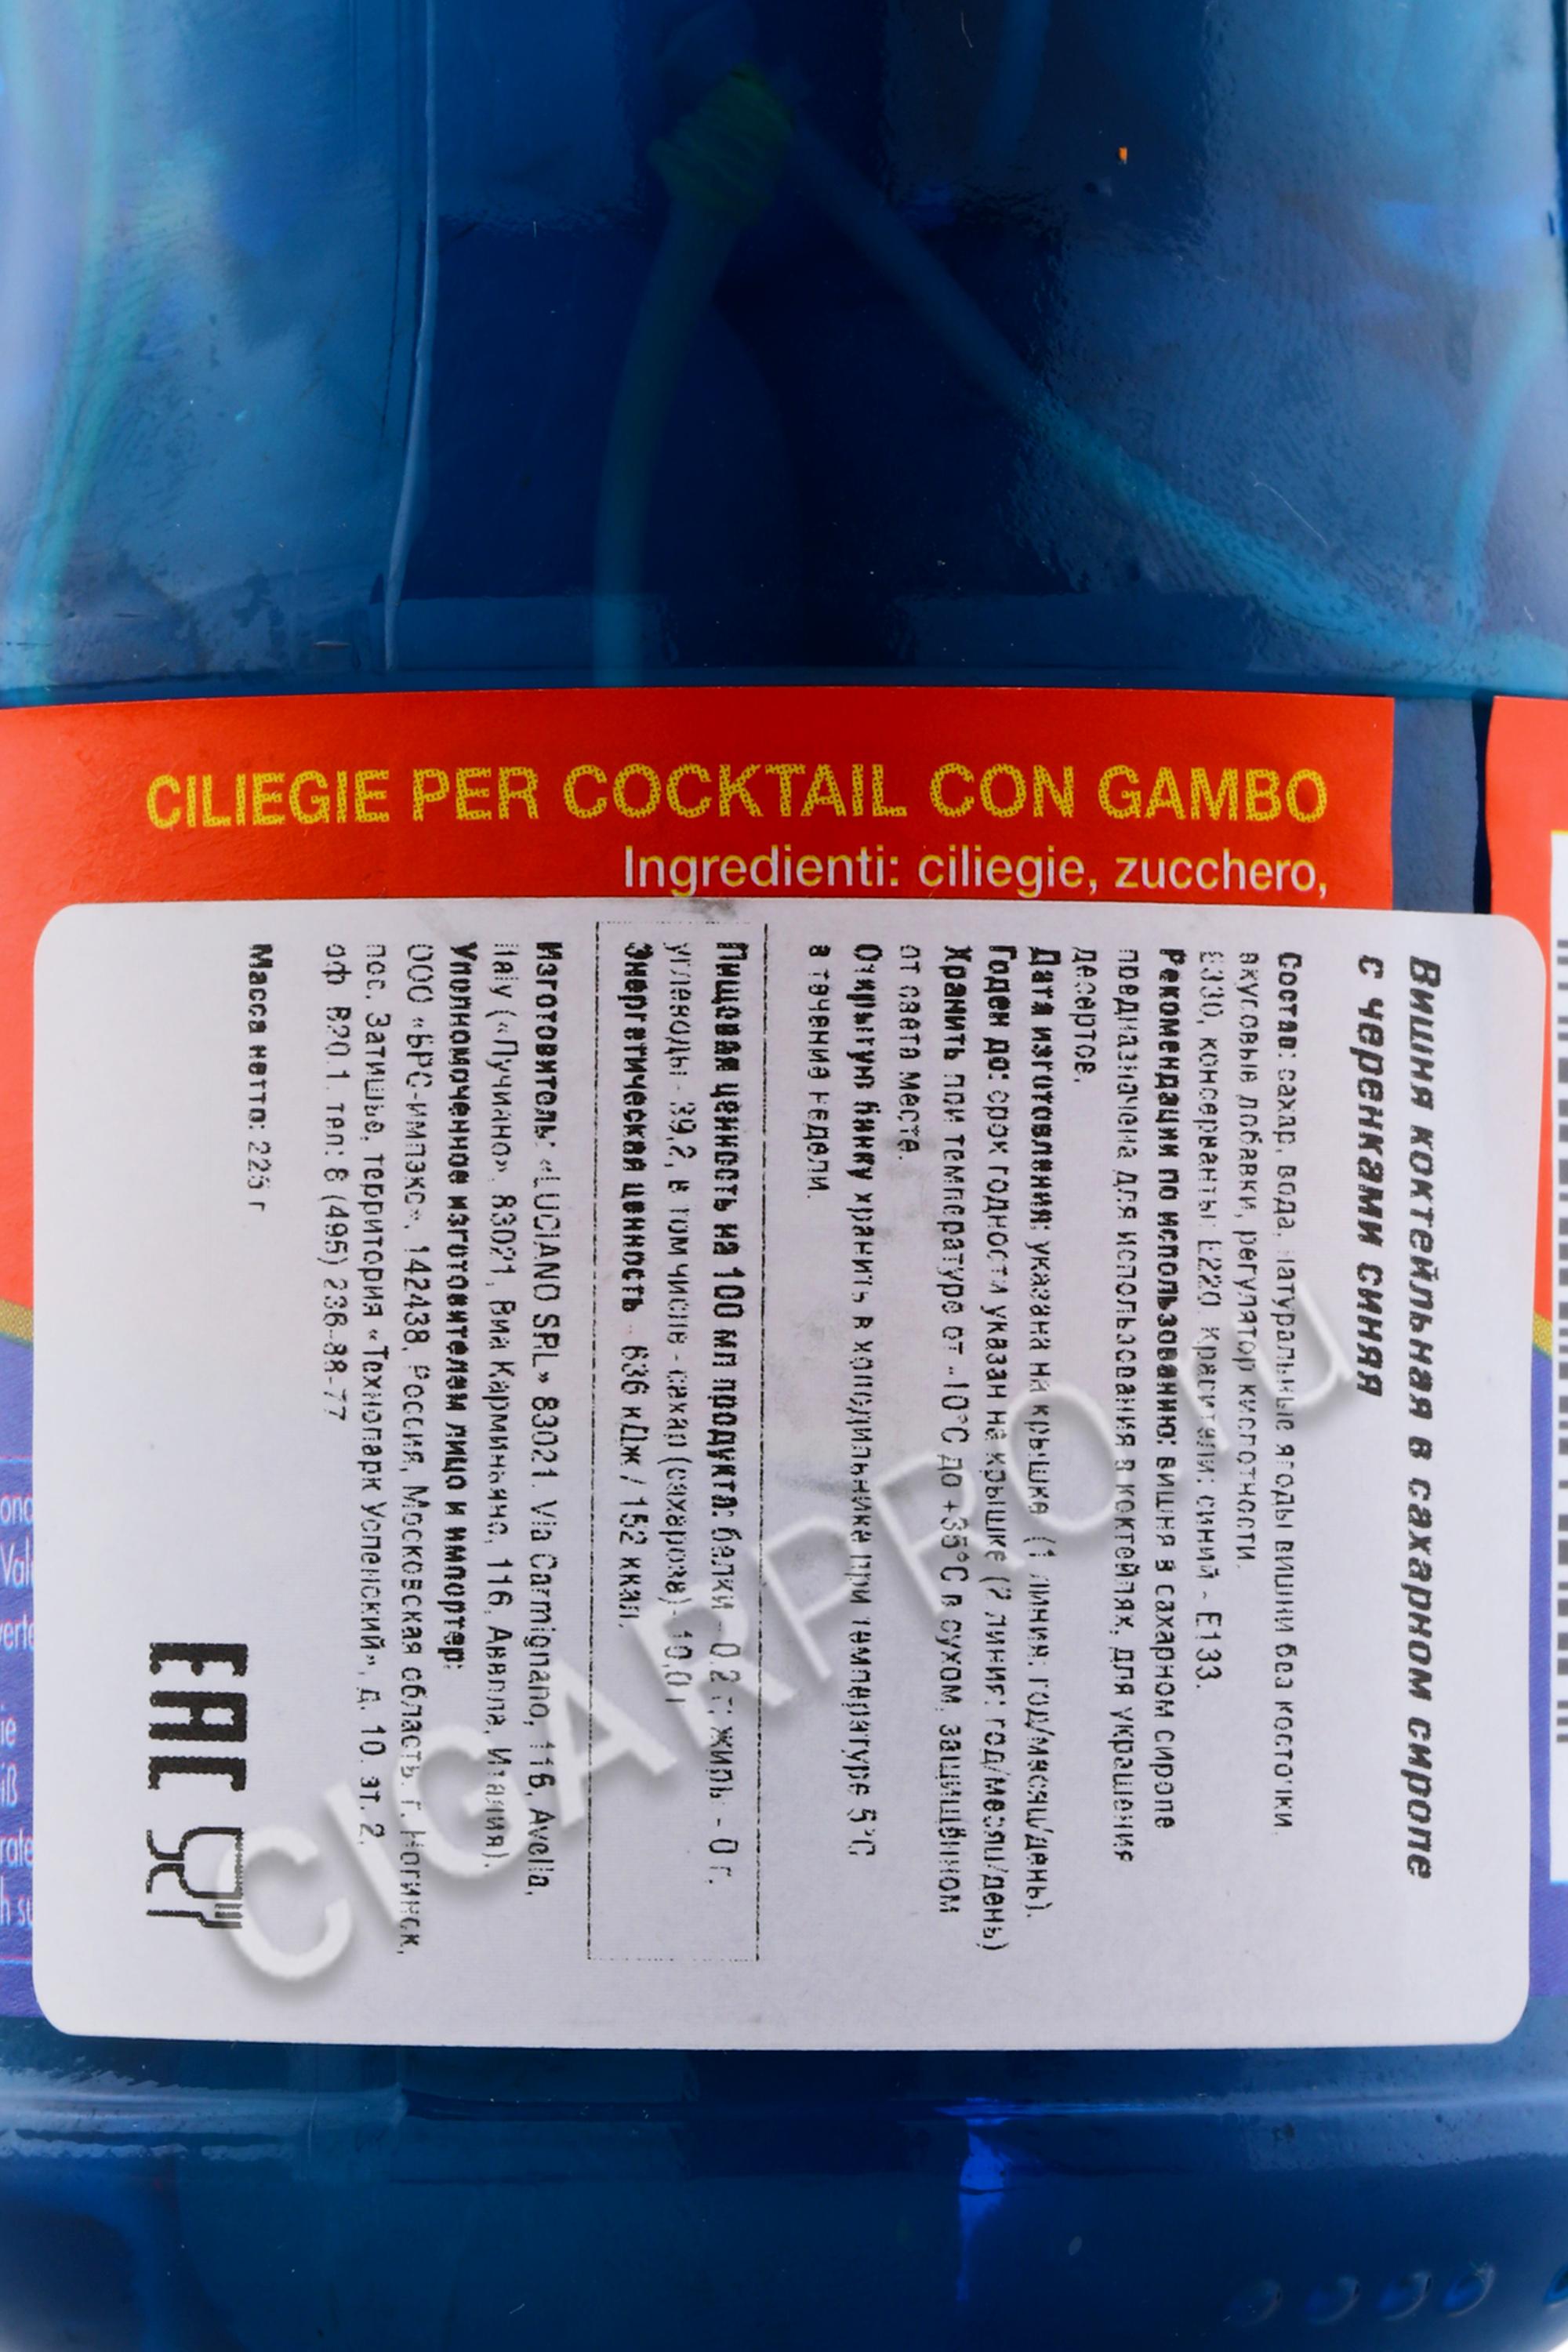 CILIEGIE PER COCKTAIL CON GAMBO
Ingredienti: ciliegie, zucchero,
Вишня коктейльная в сахарном сиропе
с черенками синяя
Состав: сахар, вода, натуральные ягоды вишни без косточки,
вкусовые добавки, регулятор кислотности:
Е330, консерванты: Е220. Красители: синий - Е133.
Рекомендации по использованию: вишня в сахарном сиропе
предназначена для использования в коктейлях, для украшения
десертов.
Дата изготовления: указана на крышке (1 линия: год/месяц/день).
Годен до: срок годности указан на крышке (2 линия: год/месяц/день)
Хранить при температуре от -10°С до +35°С в сухом, защищённом
от света месте.
Открытую банку хранить в холодильнике при температуре 5°С
в течение недели.
Пищевая ценность на 100 мл продукта: белки - 0,2 г; жиры - 0 г.
углеводы - 39,2, в том числе - сахар (сахароза) - 10,0 г
Энергетическая ценность - 636 кДж / 152 ккал.
Изготовитель: «LUCIANO SRL» 83021. Via Carmignano, 116, Avella,
Italy («Лучиано», 83021, Виа Карминьяно, 116, Авелла, Италия).
Уполномоченное изготовителем лицо и импортер:
ООО «БРС-импэкс», 142438, Россия, Московская область, г. Ногинск,
пос. Затишье, территория «Технопарк Успенский», д. 10, эт. 2,
оф. В20.1. тел: 8 (495) 236-88-77
Масса нетто: 225 г
EAC
CIGARPRO.ru